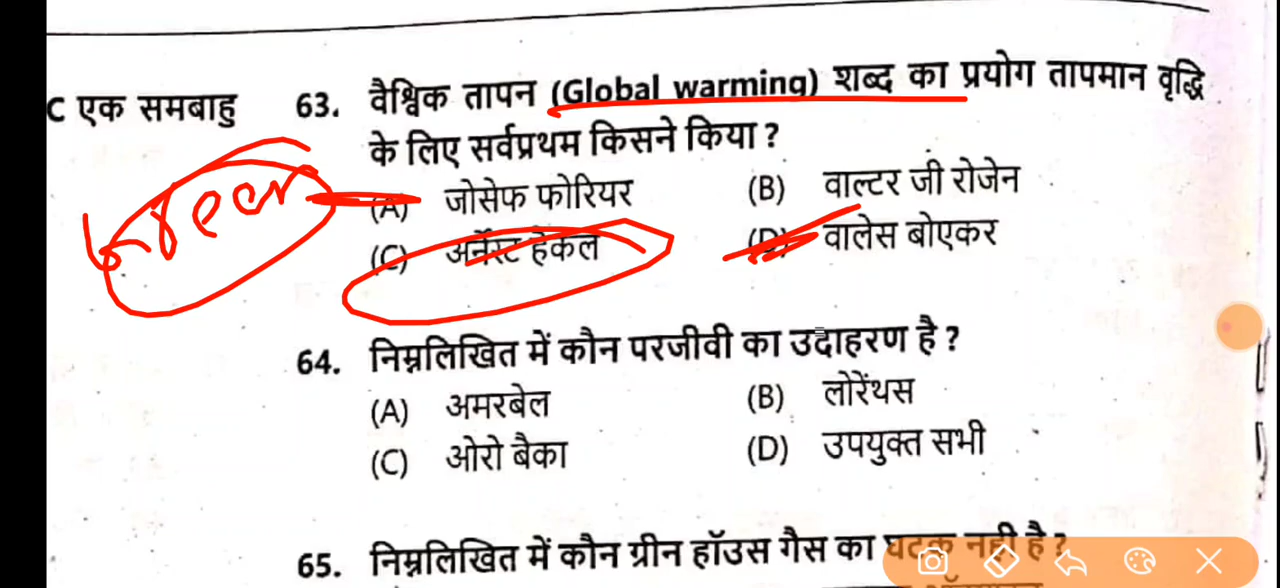 C एक समबाहु
63. वैश्विक तापन (Global warming) शब्द का प्रयोग तापमान वृद्धि
के लिए सर्वप्रथम किसने किया ?
(A) जोसेफ फोरियर (B) वाल्टर जी रोजेन
Green
(C) अर्नेस्ट हेकल (D) वालेस बोएकर
64. निम्नलिखित में कौन परजीवी का उदाहरण है ?
(A) अमरबेल (B) लोरेंथस
(C) ओरो बैका (D) उपयुक्त सभी
65. निम्नलिखित में कौन ग्रीन हॉउस गैस का घटक नही है ?